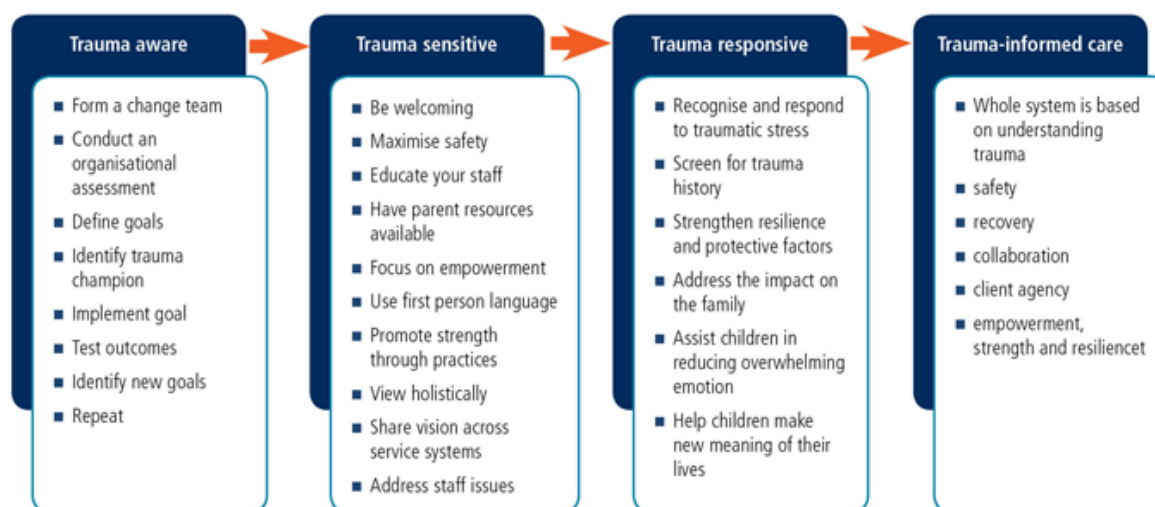 Trauma aware
Form a change team
Conduct an
organisational
assessment
Define goals
Identify trauma
champion
Implement goal
Test outcomes
Identify new goals
Repeat
Trauma sensitive
Be welcoming
Maximise safety
Educate your staff
Have parent resources
available
Focus on empowerment
Use first person language
Promote strength
through practices
View holistically
Share vision across
service systems
Address staff issues
Trauma responsive
Recognise and respond
to traumatic stress
Screen for trauma
history
Strengthen resilience
and protective factors
Address the impact on
the family
Assist children in
reducing overwhelming
emotion
Help children make
new meaning of their
lives
Trauma-informed care
Whole system is based
on understanding
trauma
safety
recovery
collaboration
client agency
empowerment,
strength and resiliencet